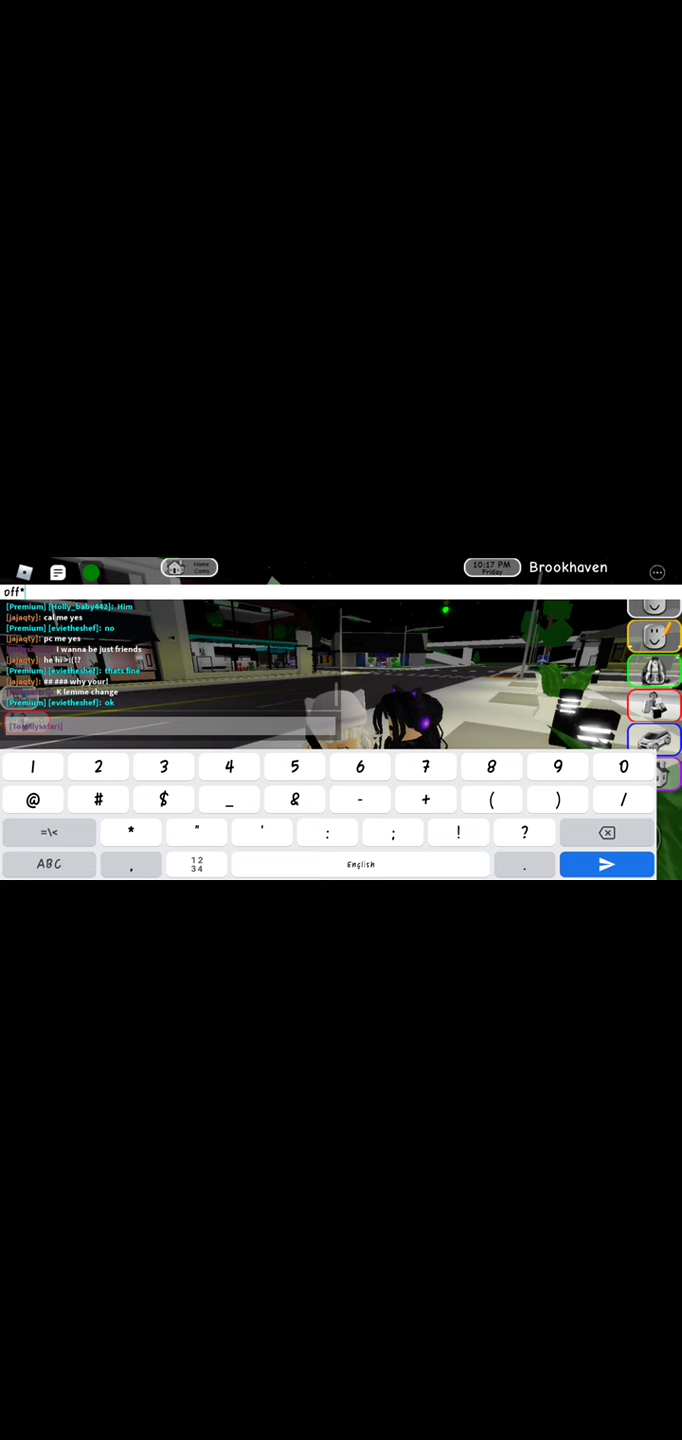 Home
Cams
10:17 PM
Friday
Brookhaven
off*
[Premium] [Holly_baby442]: Him
[jajaqty]: cal me yes
[Premium] [evietheshef]: no
[jajaqty]: pc me yes
I wanna be just friends
[jajaqty]: he hi >:(!?
[Premium] [evietheshef]: thats fine
[jajaqty]: ## ### why your!
K lemme change
[Premium] [evietheshef]: ok
1 2 3 4 5 6 7 8 9 0
@ # $ _ & - + ( ) /
=\< * " ' : ; ! ?
ABC , 12 English .
34